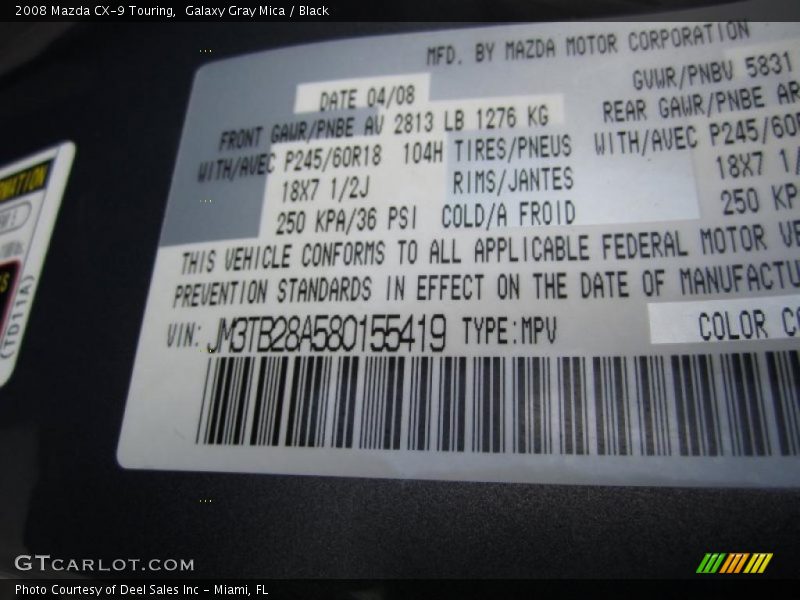 2008 Mazda CX-9 Touring,  Galaxy Gray Mica / Black
MFD. BY MAZDA MOTOR CORPORATION
DATE 04/08
GVWR/PNBV 5831
FRONT GAWR/PNBE AV 2813 LB 1276 KG
REAR GAWR/PNBE AR
WITH/AVEC P245/60R18 104H TIRES/PNEUS
WITH/AVEC P245/60R
18X7 1/2J RIMS/JANTES
18X7 1/
250 KPA/36 PSI COLD/A FROID
250 KP
THIS VEHICLE CONFORMS TO ALL APPLICABLE FEDERAL MOTOR VE
PREVENTION STANDARDS IN EFFECT ON THE DATE OF MANUFACTU
VIN: JM3TB28A580155419 TYPE:MPV
COLOR CO
(TD11A)
GTCARLOT.COM
Photo Courtesy of Deel Sales Inc - Miami, FL